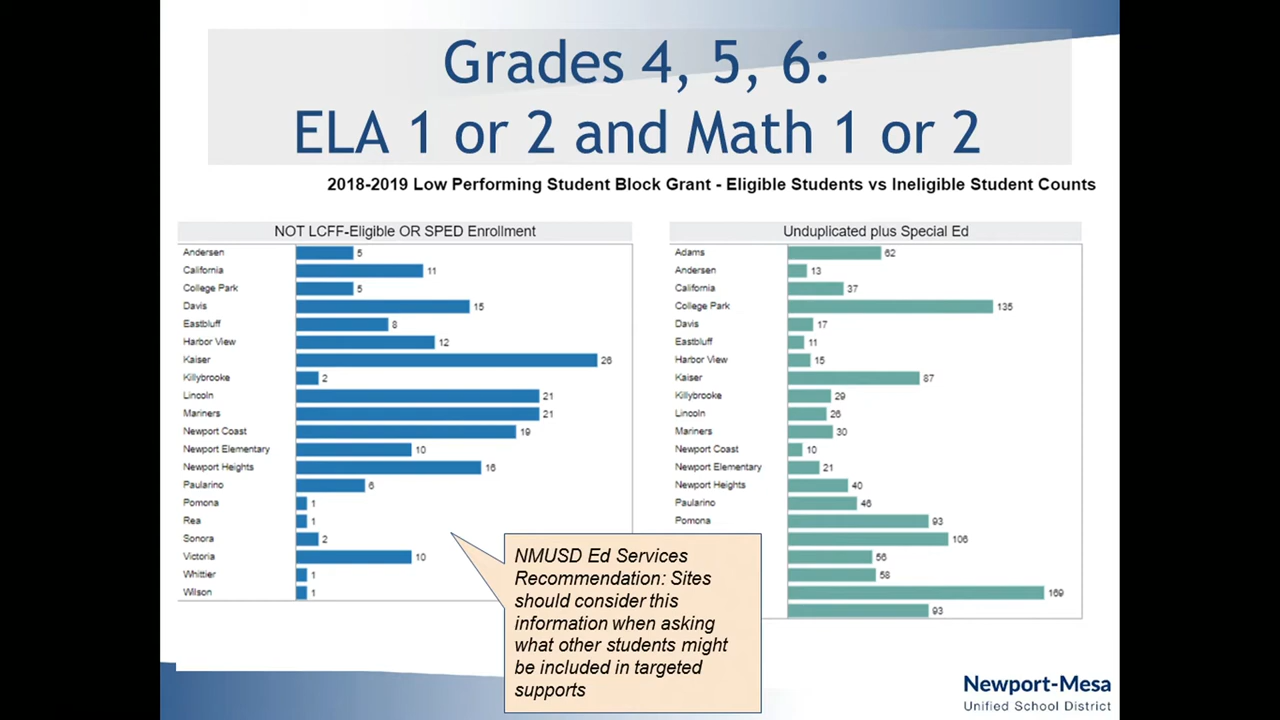 Grades 4, 5, 6:
ELA 1 or 2 and Math 1 or 2
2018-2019 Low Performing Student Block Grant - Eligible Students vs Ineligible Student Counts
NOT LCFF-Eligible OR SPED Enrollment
Andersen 5
California 11
College Park 5
Davis 15
Eastbluff 8
Harbor View 12
Kaiser 26
Killybrooke 2
Lincoln 21
Mariners 21
Newport Coast 19
Newport Elementary 10
Newport Heights 16
Paularino 6
Pomona 1
Rea 1
Sonora 2
Victoria 10
Whittier 1
Wilson 1
Unduplicated plus Special Ed
Adams 62
Andersen 13
California 37
College Park 135
Davis 17
Eastbluff 11
Harbor View 15
Kaiser 87
Killybrooke 29
Lincoln 26
Mariners 30
Newport Coast 10
Newport Elementary 21
Newport Heights 40
Paularino 46
Pomona 93
106
56
58
169
93
NMUSD Ed Services
Recommendation: Sites
should consider this
information when asking
what other students might
be included in targeted
supports
Newport-Mesa
Unified School District